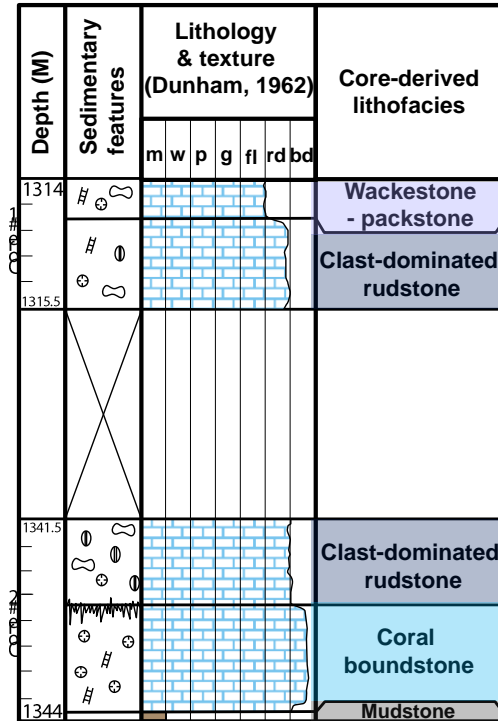 Depth (M)
Sedimentary
features
Lithology
& texture
(Dunham, 1962)
Core-derived
lithofacies
m w p g fl rd bd
1314
Wackestone
- packstone
Clast-dominated
rudstone
1315.5
1341.5
Clast-dominated
rudstone
Coral
boundstone
1344
Mudstone